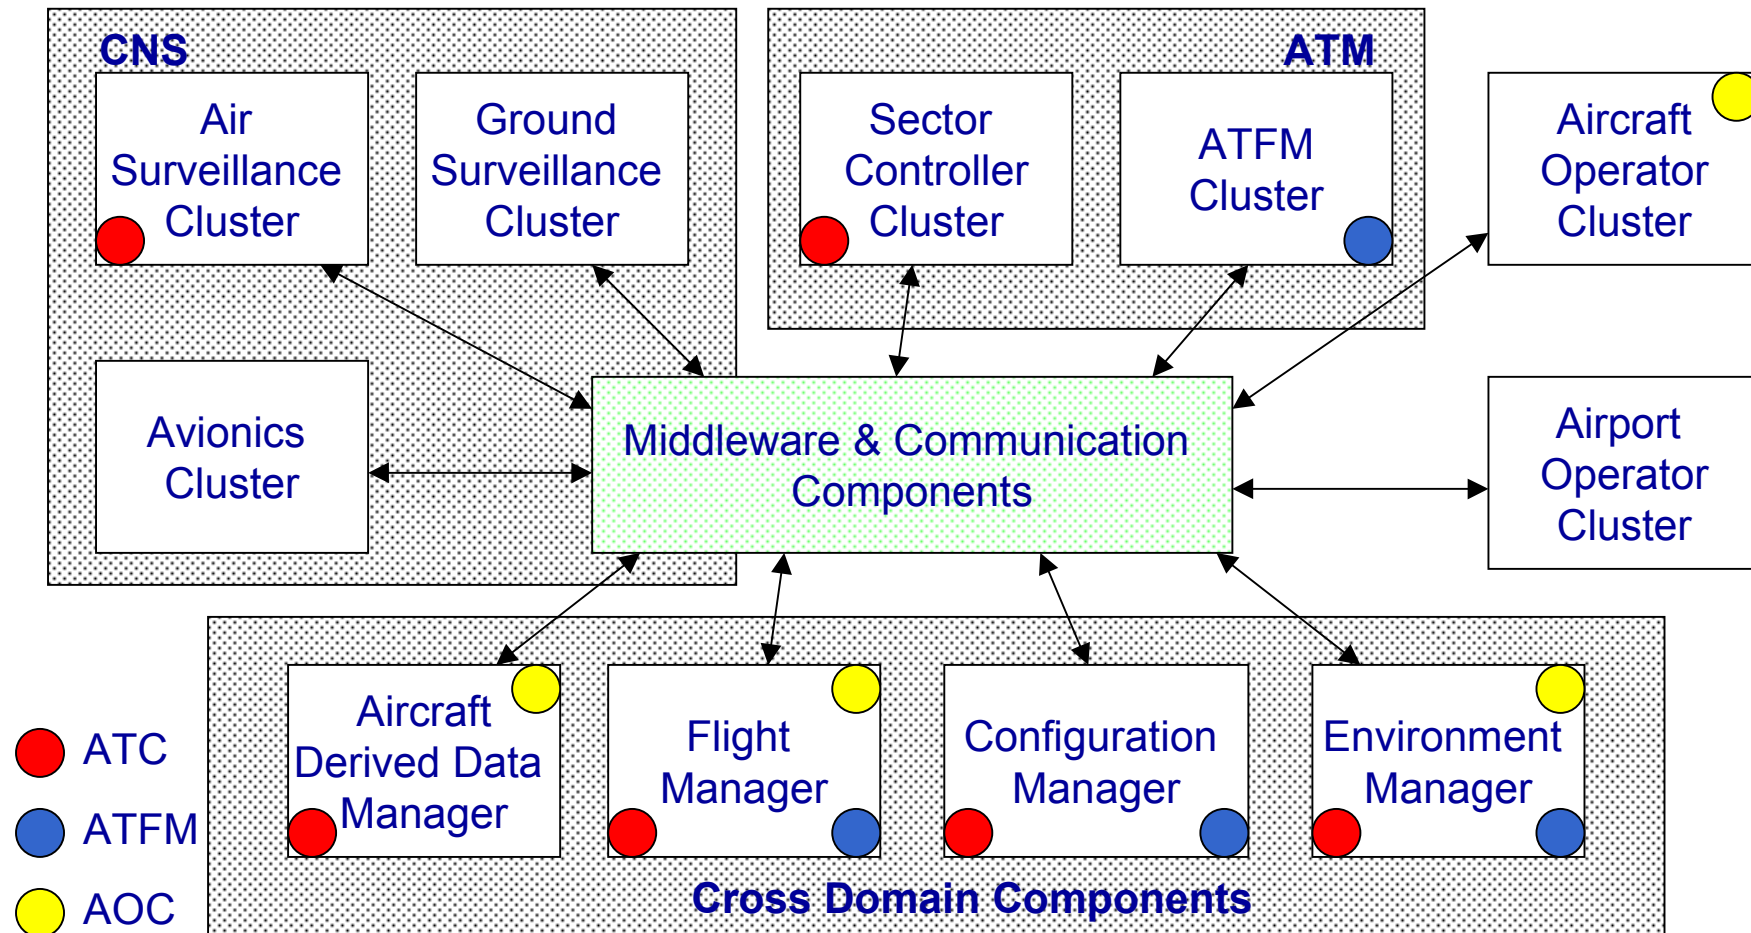 CNS
ATM
Air
Surveillance
Cluster
Ground
Surveillance
Cluster
Sector
Controller
Cluster
ATFM
Cluster
Aircraft
Operator
Cluster
Avionics
Cluster
Middleware & Communication
Components
Airport
Operator
Cluster
Aircraft
Derived Data
Manager
Flight
Manager
Configuration
Manager
Environment
Manager
Cross Domain Components
ATC
ATFM
AOC